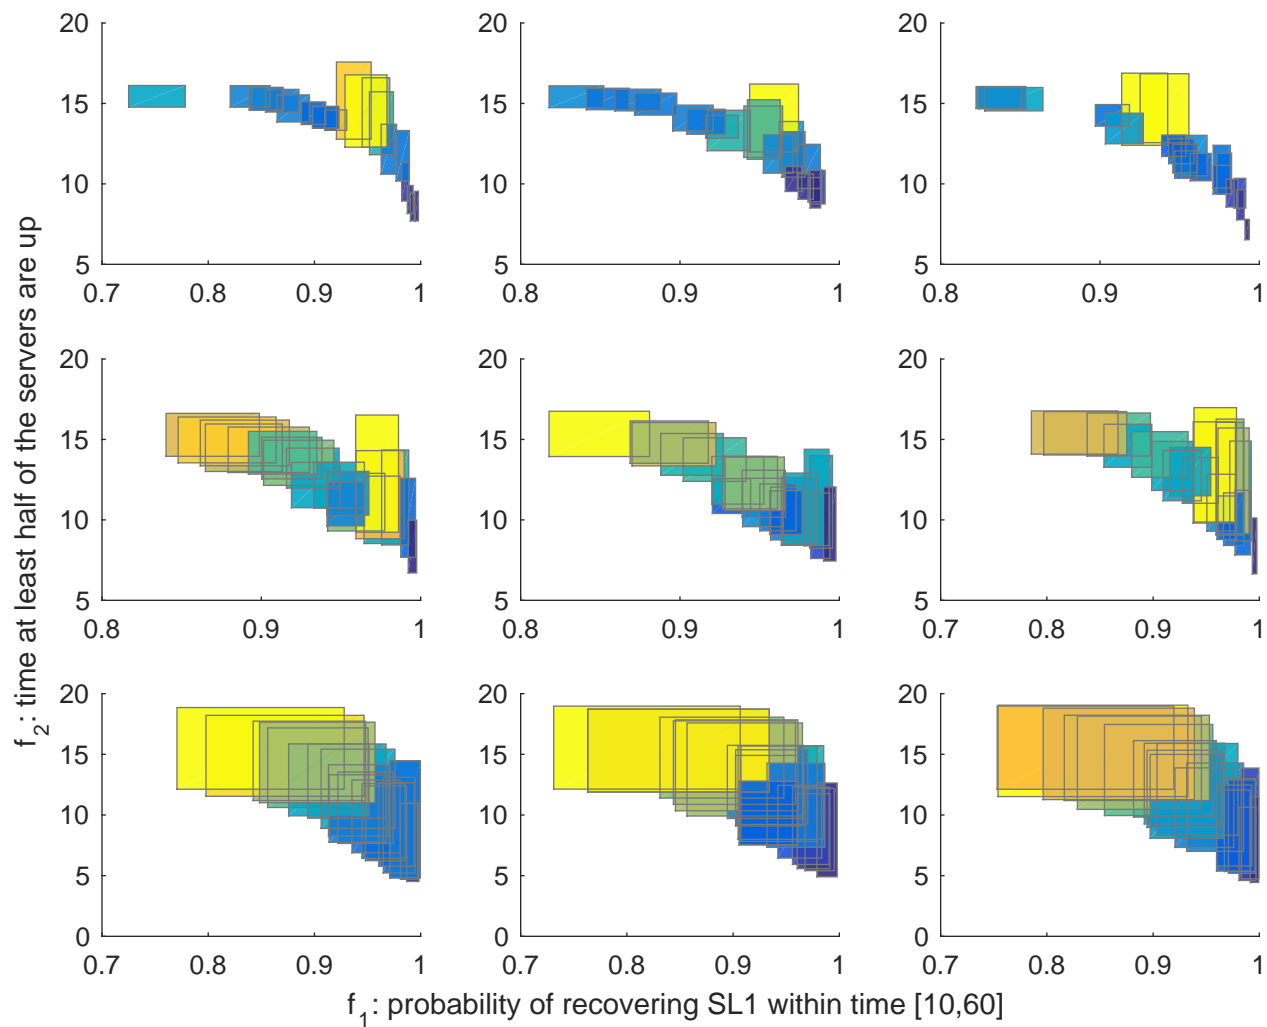 20 20 20
15 15 15
10 10 10
5 5 5
0.7 0.8 0.9 1 0.8 0.9 1 0.8 0.9 1
20 20 20
15 15 15
10 10 10
5 5 5
0.8 0.9 1 0.8 0.9 1 0.7 0.8 0.9 1
20 20 20
15 15 15
10 10 10
5 5 5
0 0 0
0.7 0.8 0.9 1 0.7 0.8 0.9 1 0.7 0.8 0.9 1
f2: time at least half of the servers are up
f1: probability of recovering SL1 within time [10,60]